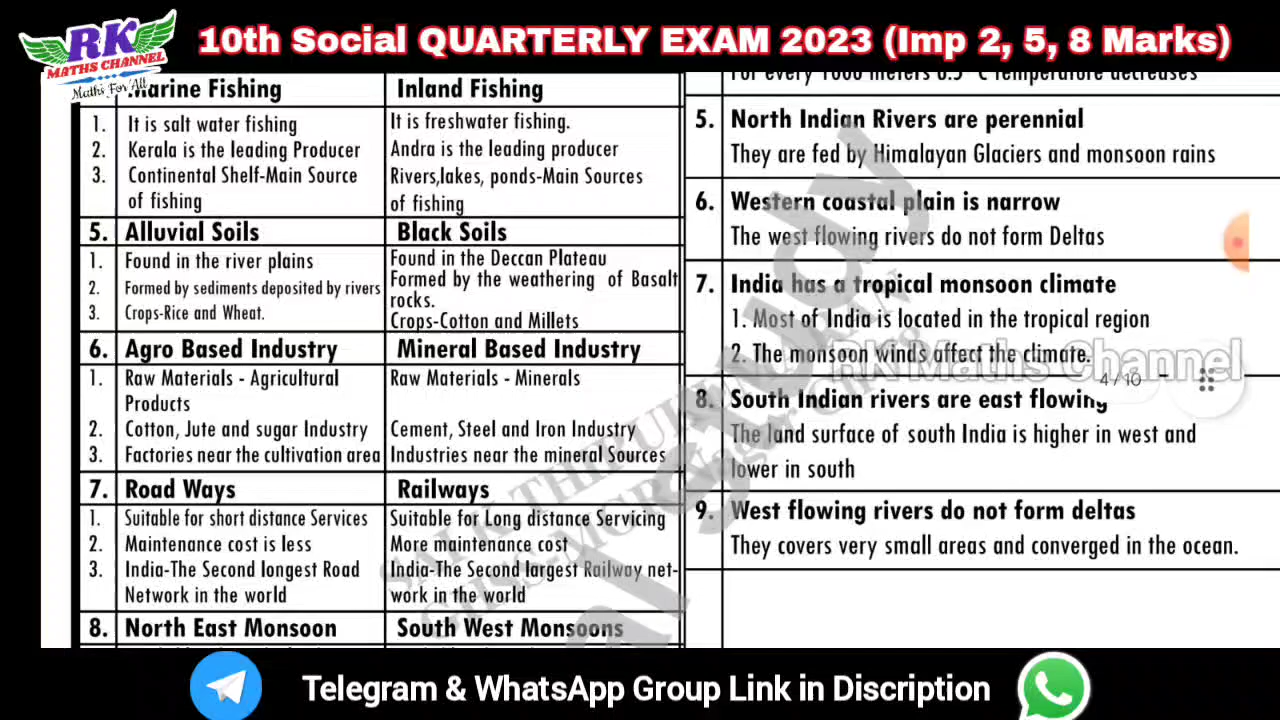 RK
MATHS CHANNEL
Maths For All
10th Social QUARTERLY EXAM 2023 (Imp 2, 5, 8 Marks)
Marine Fishing Inland Fishing
1. It is salt water fishing It is freshwater fishing.
2. Kerala is the leading Producer Andra is the leading producer
3. Continental Shelf-Main Source Rivers,lakes, ponds-Main Sources
of fishing of fishing
5. Alluvial Soils Black Soils
1. Found in the river plains Found in the Deccan Plateau
2. Formed by sediments deposited by rivers Formed by the weathering of Basalt
rocks.
3. Crops-Rice and Wheat. Crops-Cotton and Millets
6. Agro Based Industry Mineral Based Industry
1. Raw Materials - Agricultural Raw Materials - Minerals
Products
2. Cotton, Jute and sugar Industry Cement, Steel and Iron Industry
3. Factories near the cultivation area Industries near the mineral Sources
7. Road Ways Railways
1. Suitable for short distance Services Suitable for Long distance Servicing
2. Maintenance cost is less More maintenance cost
3. India-The Second longest Road India-The Second largest Railway net-
Network in the world work in the world
8. North East Monsoon South West Monsoons
For every 1000 meters 6.5 °C Temperature decreases
5. North Indian Rivers are perennial
They are fed by Himalayan Glaciers and monsoon rains
6. Western coastal plain is narrow
The west flowing rivers do not form Deltas
7. India has a tropical monsoon climate
1. Most of India is located in the tropical region
2. The monsoon winds affect the climate.
RK Maths Channel
4 / 10
8. South Indian rivers are east flowing
The land surface of south India is higher in west and
lower in south
9. West flowing rivers do not form deltas
They covers very small areas and converged in the ocean.
Telegram & WhatsApp Group Link in Discription